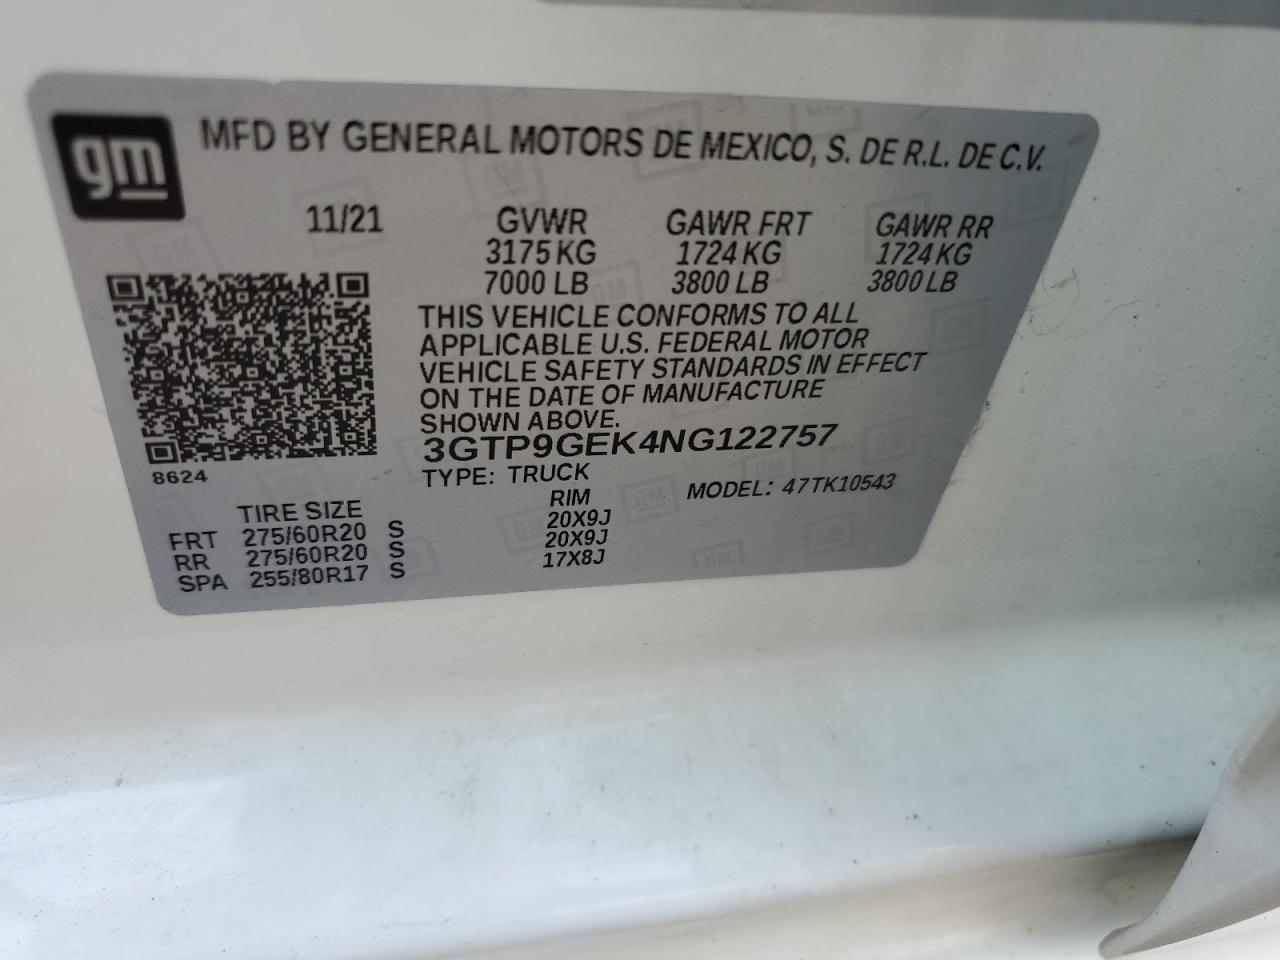 gm
MFD BY GENERAL MOTORS DE MEXICO, S. DE R.L. DE C.V.
11/21 GVWR GAWR FRT GAWR RR
3175 KG 1724 KG 1724 KG
7000 LB 3800 LB 3800 LB
THIS VEHICLE CONFORMS TO ALL
APPLICABLE U.S. FEDERAL MOTOR
VEHICLE SAFETY STANDARDS IN EFFECT
ON THE DATE OF MANUFACTURE
SHOWN ABOVE.
3GTP9GEK4NG122757
8624
TYPE: TRUCK MODEL: 47TK10543
TIRE SIZE RIM
FRT 275/60R20 S 20X9J
RR 275/60R20 S 20X9J
SPA 255/80R17 S 17X8J